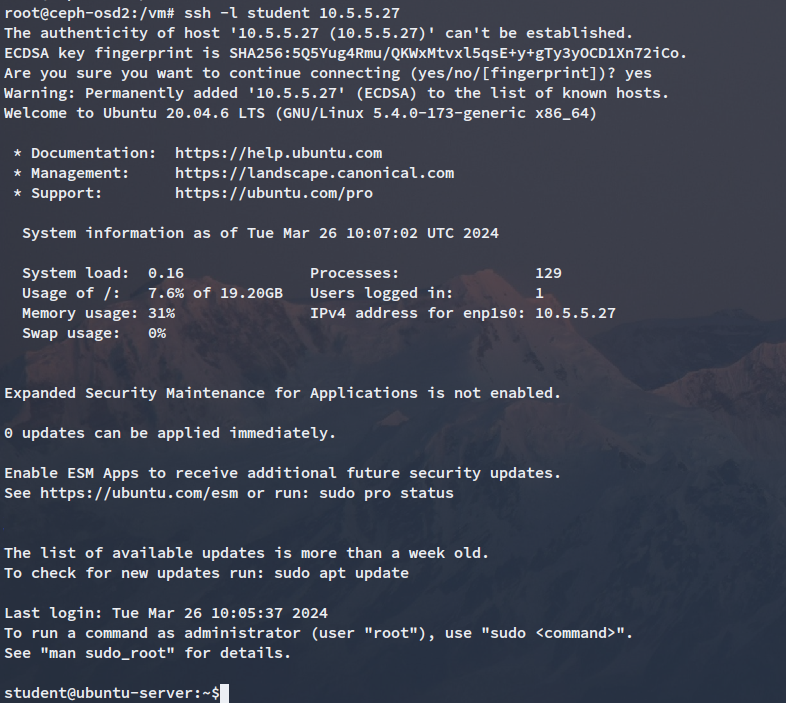 root@ceph-osd2:/vm# ssh -l student 10.5.5.27
The authenticity of host '10.5.5.27 (10.5.5.27)' can't be established.
ECDSA key fingerprint is SHA256:5Q5Yug4Rmu/QKWxMtvxl5qsE+y+gTy3yOCD1Xn72iCo.
Are you sure you want to continue connecting (yes/no/[fingerprint])? yes
Warning: Permanently added '10.5.5.27' (ECDSA) to the list of known hosts.
Welcome to Ubuntu 20.04.6 LTS (GNU/Linux 5.4.0-173-generic x86_64)
* Documentation:  https://help.ubuntu.com
* Management:     https://landscape.canonical.com
* Support:        https://ubuntu.com/pro
System information as of Tue Mar 26 10:07:02 UTC 2024
System load:  0.16               Processes:               129
Usage of /:   7.6% of 19.20GB   Users logged in:         1
Memory usage: 31%               IPv4 address for enp1s0: 10.5.5.27
Swap usage:   0%
Expanded Security Maintenance for Applications is not enabled.
0 updates can be applied immediately.
Enable ESM Apps to receive additional future security updates.
See https://ubuntu.com/esm or run: sudo pro status
The list of available updates is more than a week old.
To check for new updates run: sudo apt update
Last login: Tue Mar 26 10:05:37 2024
To run a command as administrator (user "root"), use "sudo <command>".
See "man sudo_root" for details.
student@ubuntu-server:~$